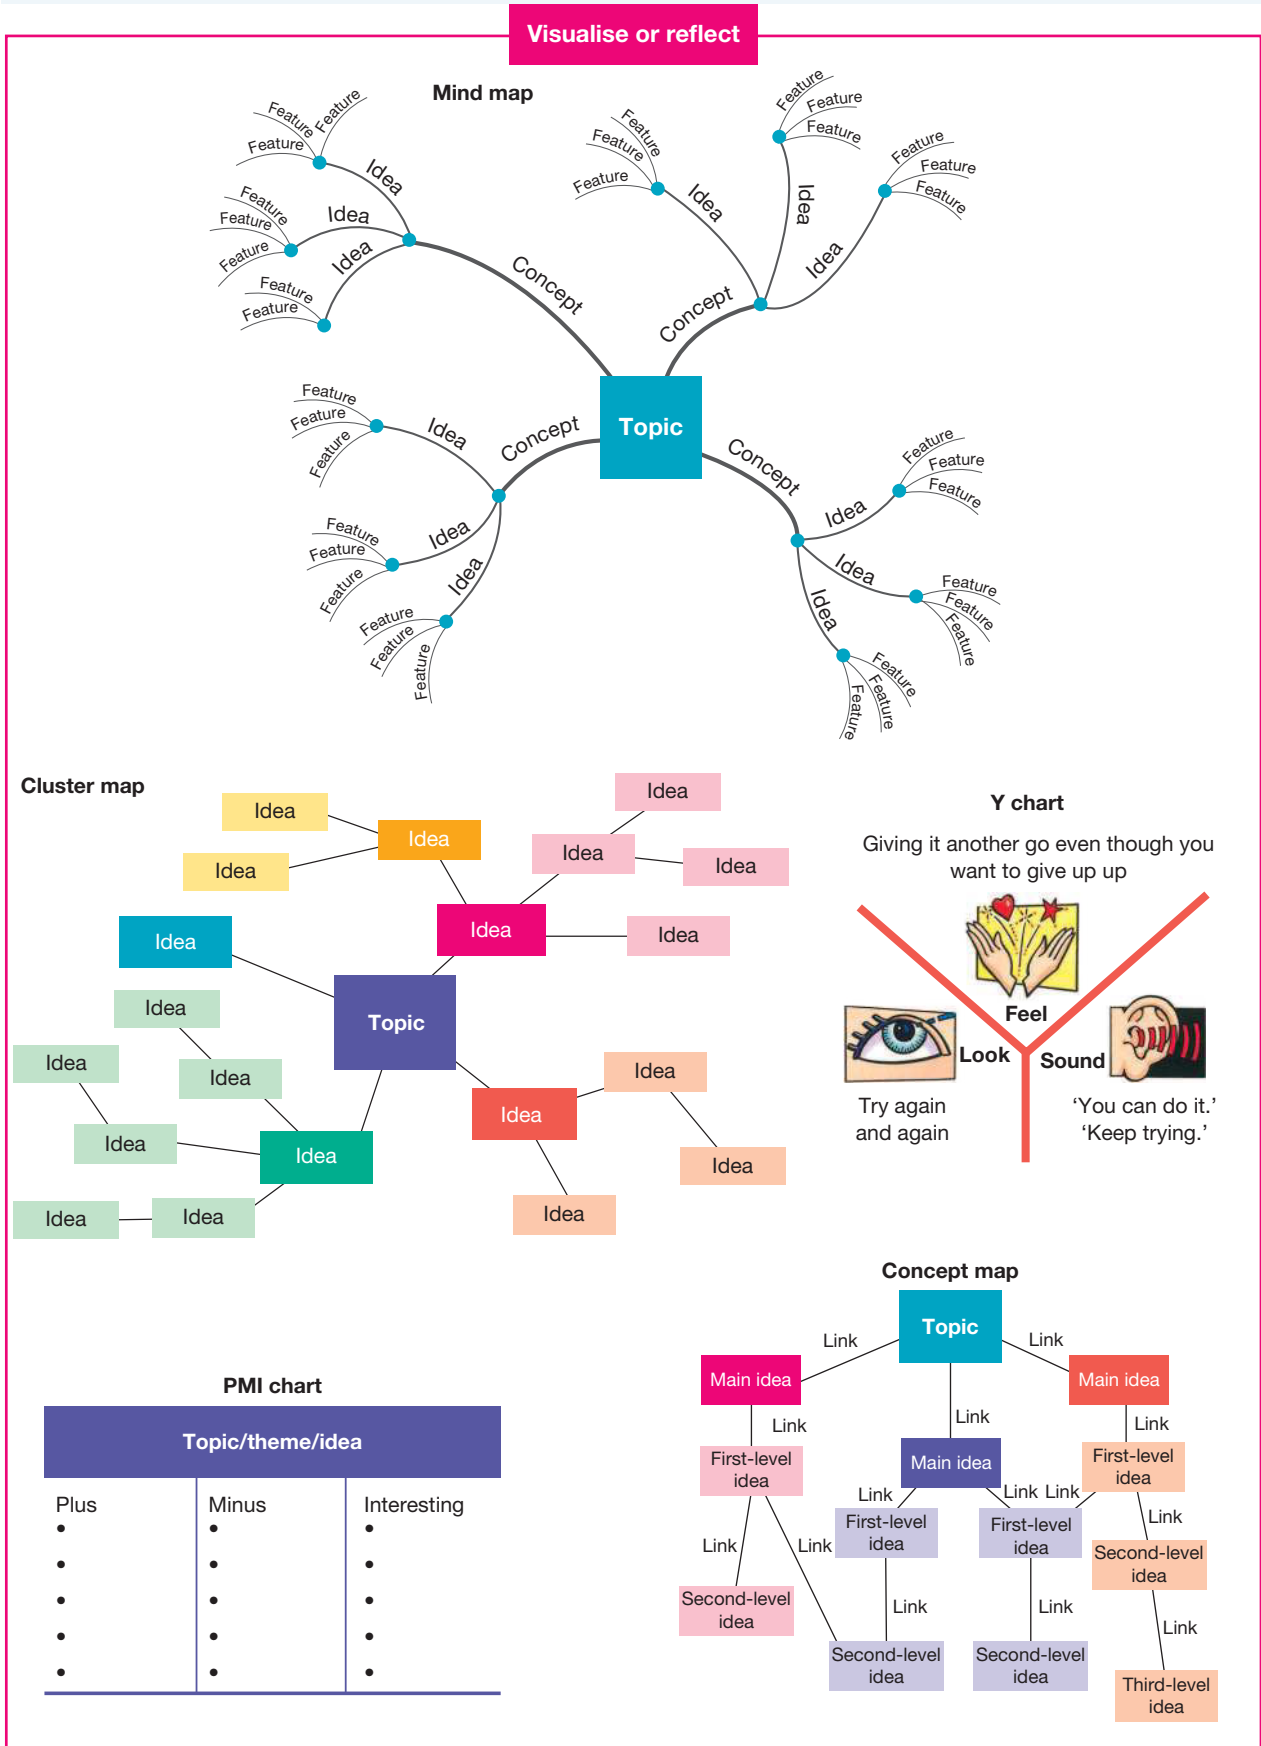 Visualise or reflect
Mind map
Feature
Feature
Feature
Idea
Feature
Feature
Feature
Idea
Feature
Feature
Idea
Concept
Feature
Feature
Feature
Idea
Feature
Feature
Feature
Idea
Feature
Feature
Feature
Idea
Concept
Topic
Feature
Feature
Feature
Idea
Feature
Feature
Feature
Idea
Feature
Feature
Feature
Idea
Concept
Concept
Feature
Feature
Feature
Idea
Feature
Feature
Feature
Idea
Feature
Feature
Feature
Idea
Cluster map
Idea
Idea
Idea
Idea
Idea
Idea
Idea
Idea
Idea
Topic
Idea
Idea
Idea
Idea
Idea
Idea
Idea
Idea
Idea
Idea
Idea
Y chart
Giving it another go even though you
want to give up up
Feel
Look
Sound
Try again
and again
‘You can do it.’
‘Keep trying.’
PMI chart
Topic/theme/idea
Plus
Minus
Interesting
Concept map
Topic
Link
Link
Main idea
Main idea
Link
Link
Link
First-level
idea
Main idea
First-level
idea
Link
Link
Link
First-level
idea
First-level
idea
Link
Link
Link
Second-level
idea
Second-level
idea
Link
Link
Link
Second-level
idea
Second-level
idea
Third-level
idea